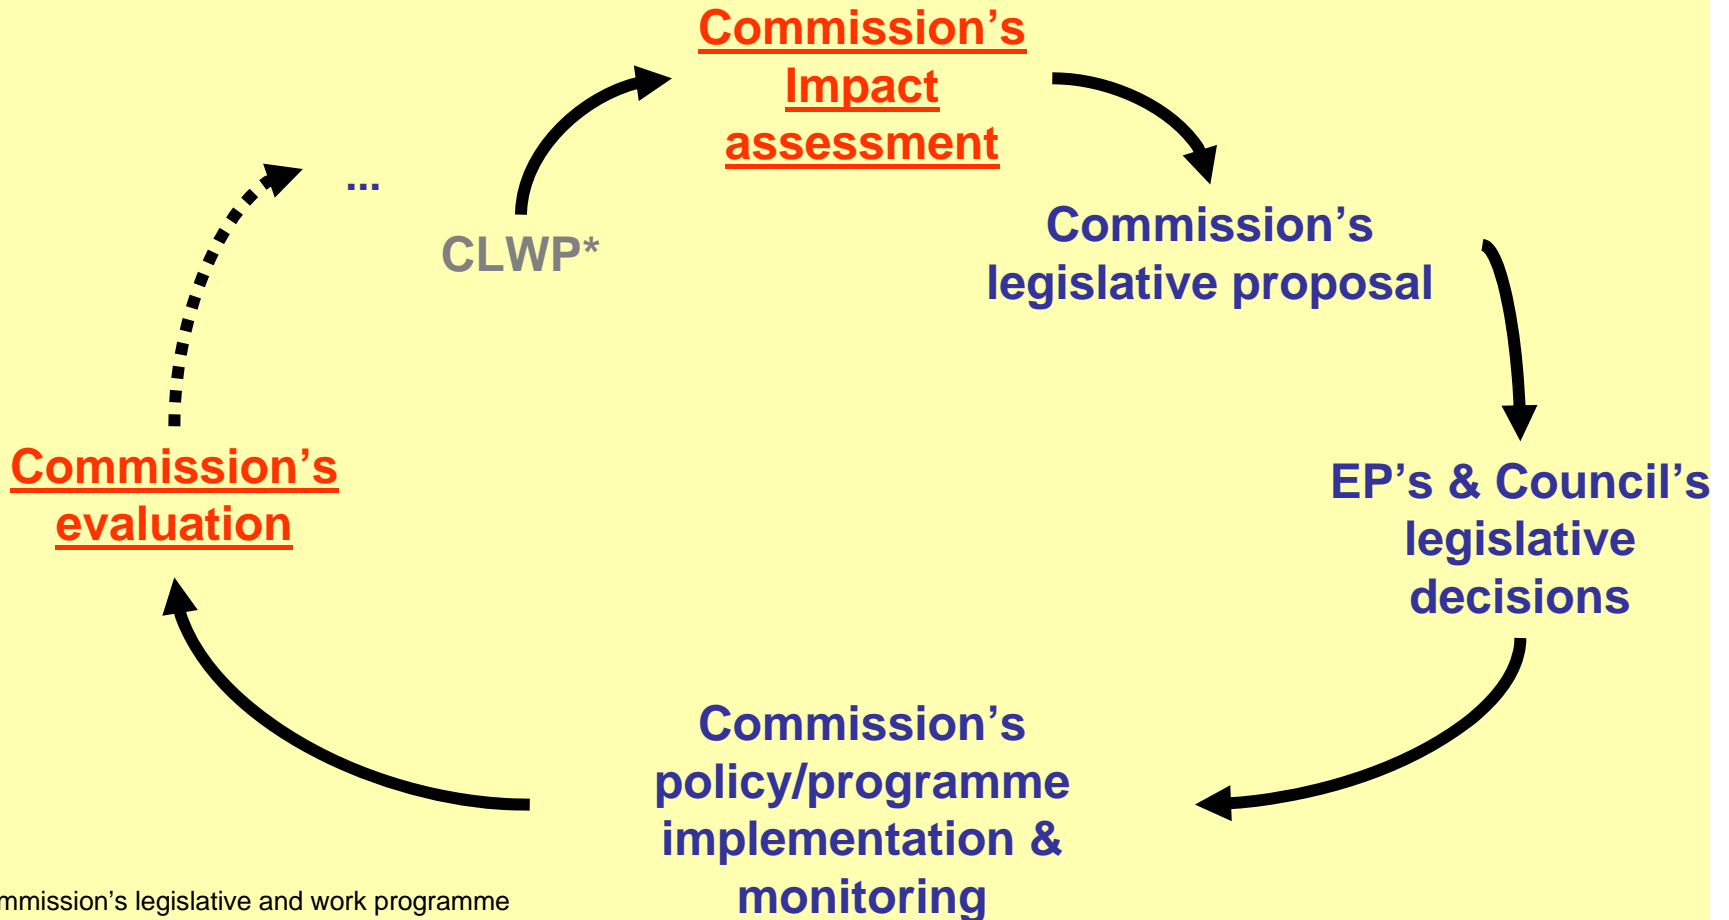 Commission’s
Impact
assessment
...
CLWP*
Commission’s
legislative proposal
EP’s & Council’s
legislative
decisions
Commission’s
policy/programme
implementation &
monitoring
Commission’s
evaluation
mmission’s legislative and work programme